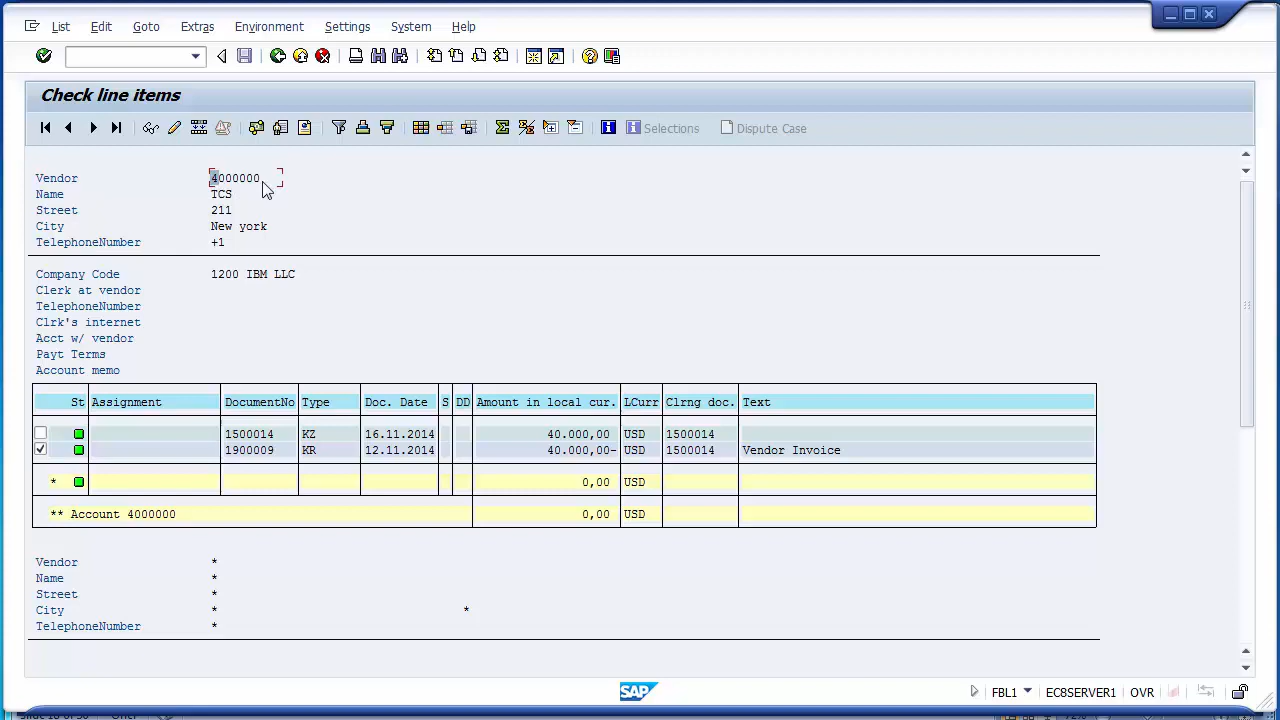 List Edit Goto Extras Environment Settings System Help
Check line items
Selections Dispute Case
Vendor 4000000
Name TCS
Street 211
City New york
TelephoneNumber +1
Company Code 1200 IBM LLC
Clerk at vendor
TelephoneNumber
Clrk's internet
Acct w/ vendor
Payt Terms
Account memo
St Assignment DocumentNo Type Doc. Date S DD Amount in local cur. LCurr Clrng doc. Text
1500014 KZ 16.11.2014 40.000,00 USD 1500014
1900009 KR 12.11.2014 40.000,00- USD 1500014 Vendor Invoice
* 0,00 USD
** Account 4000000 0,00 USD
Vendor *
Name *
Street *
City * *
TelephoneNumber *
SAP FBL1 EC8SERVER1 OVR